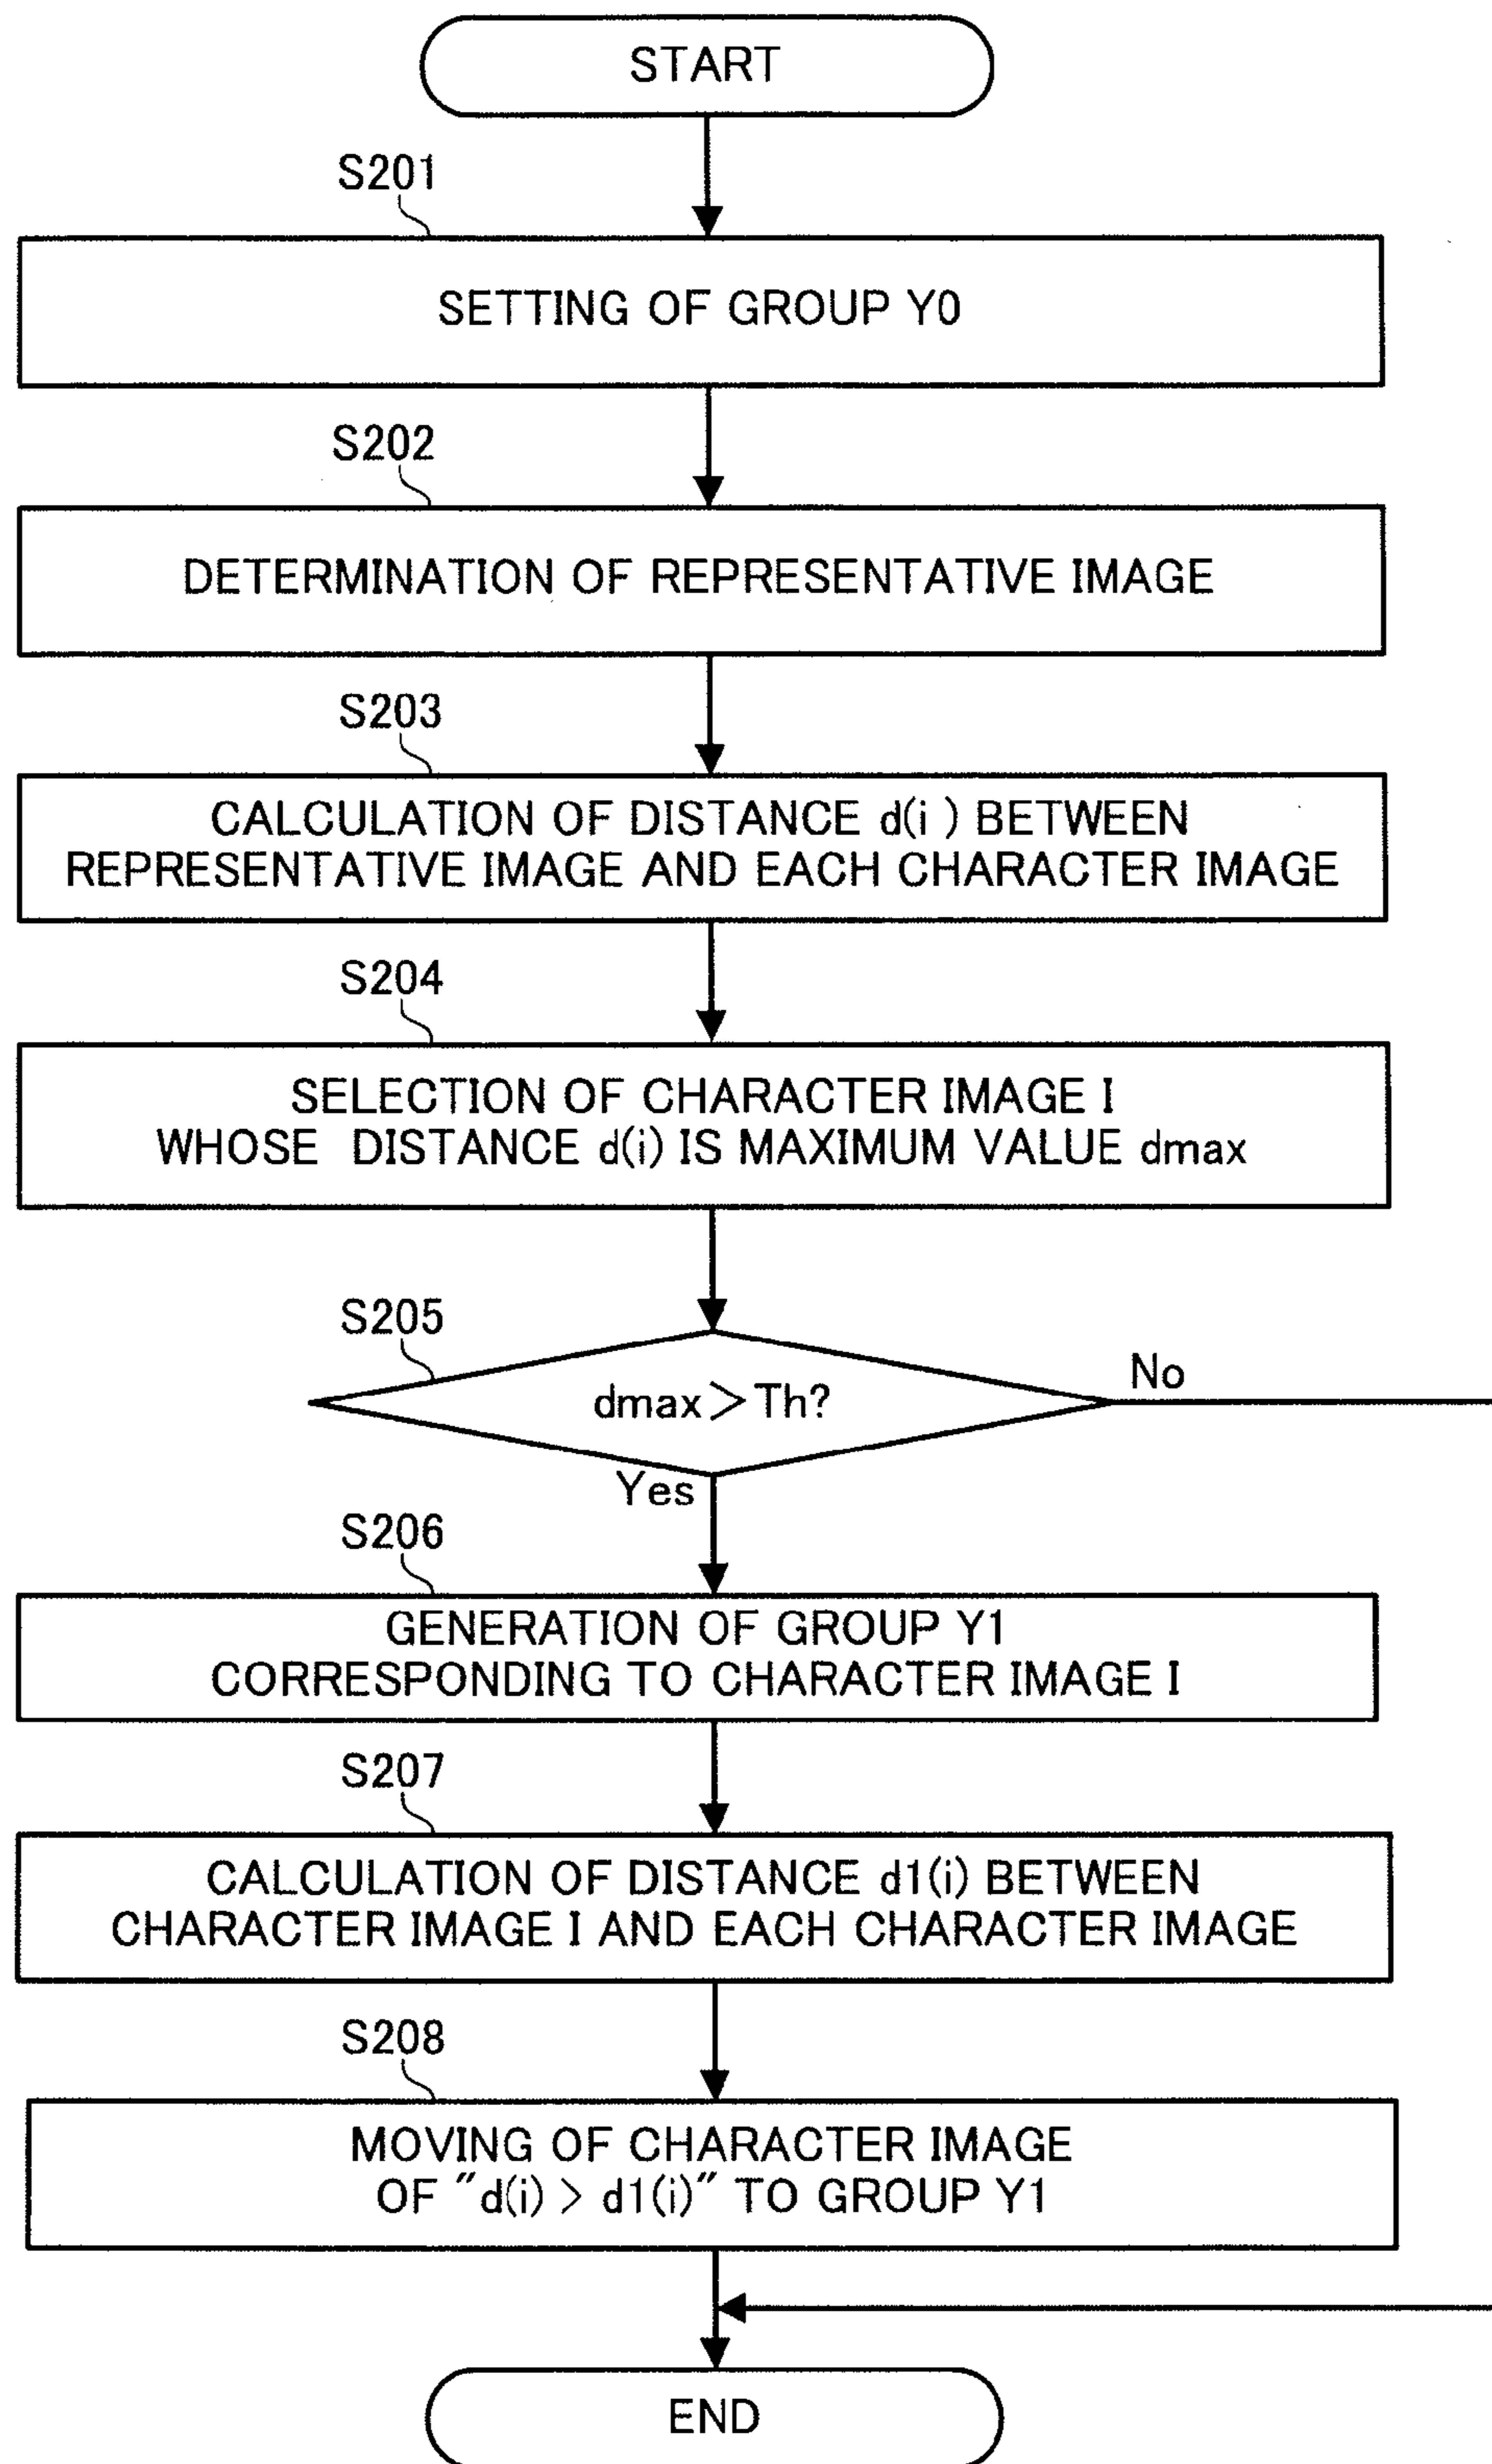 START
S201
SETTING OF GROUP Y0
S202
DETERMINATION OF REPRESENTATIVE IMAGE
S203
CALCULATION OF DISTANCE d(i ) BETWEEN
REPRESENTATIVE IMAGE AND EACH CHARACTER IMAGE
S204
SELECTION OF CHARACTER IMAGE I
WHOSE DISTANCE d(i) IS MAXIMUM VALUE dmax
S205
dmax>Th?
No
Yes
S206
GENERATION OF GROUP Y1
CORRESPONDING TO CHARACTER IMAGE I
S207
CALCULATION OF DISTANCE d1(i) BETWEEN
CHARACTER IMAGE I AND EACH CHARACTER IMAGE
S208
MOVING OF CHARACTER IMAGE
OF "d(i) > d1(i)" TO GROUP Y1
END